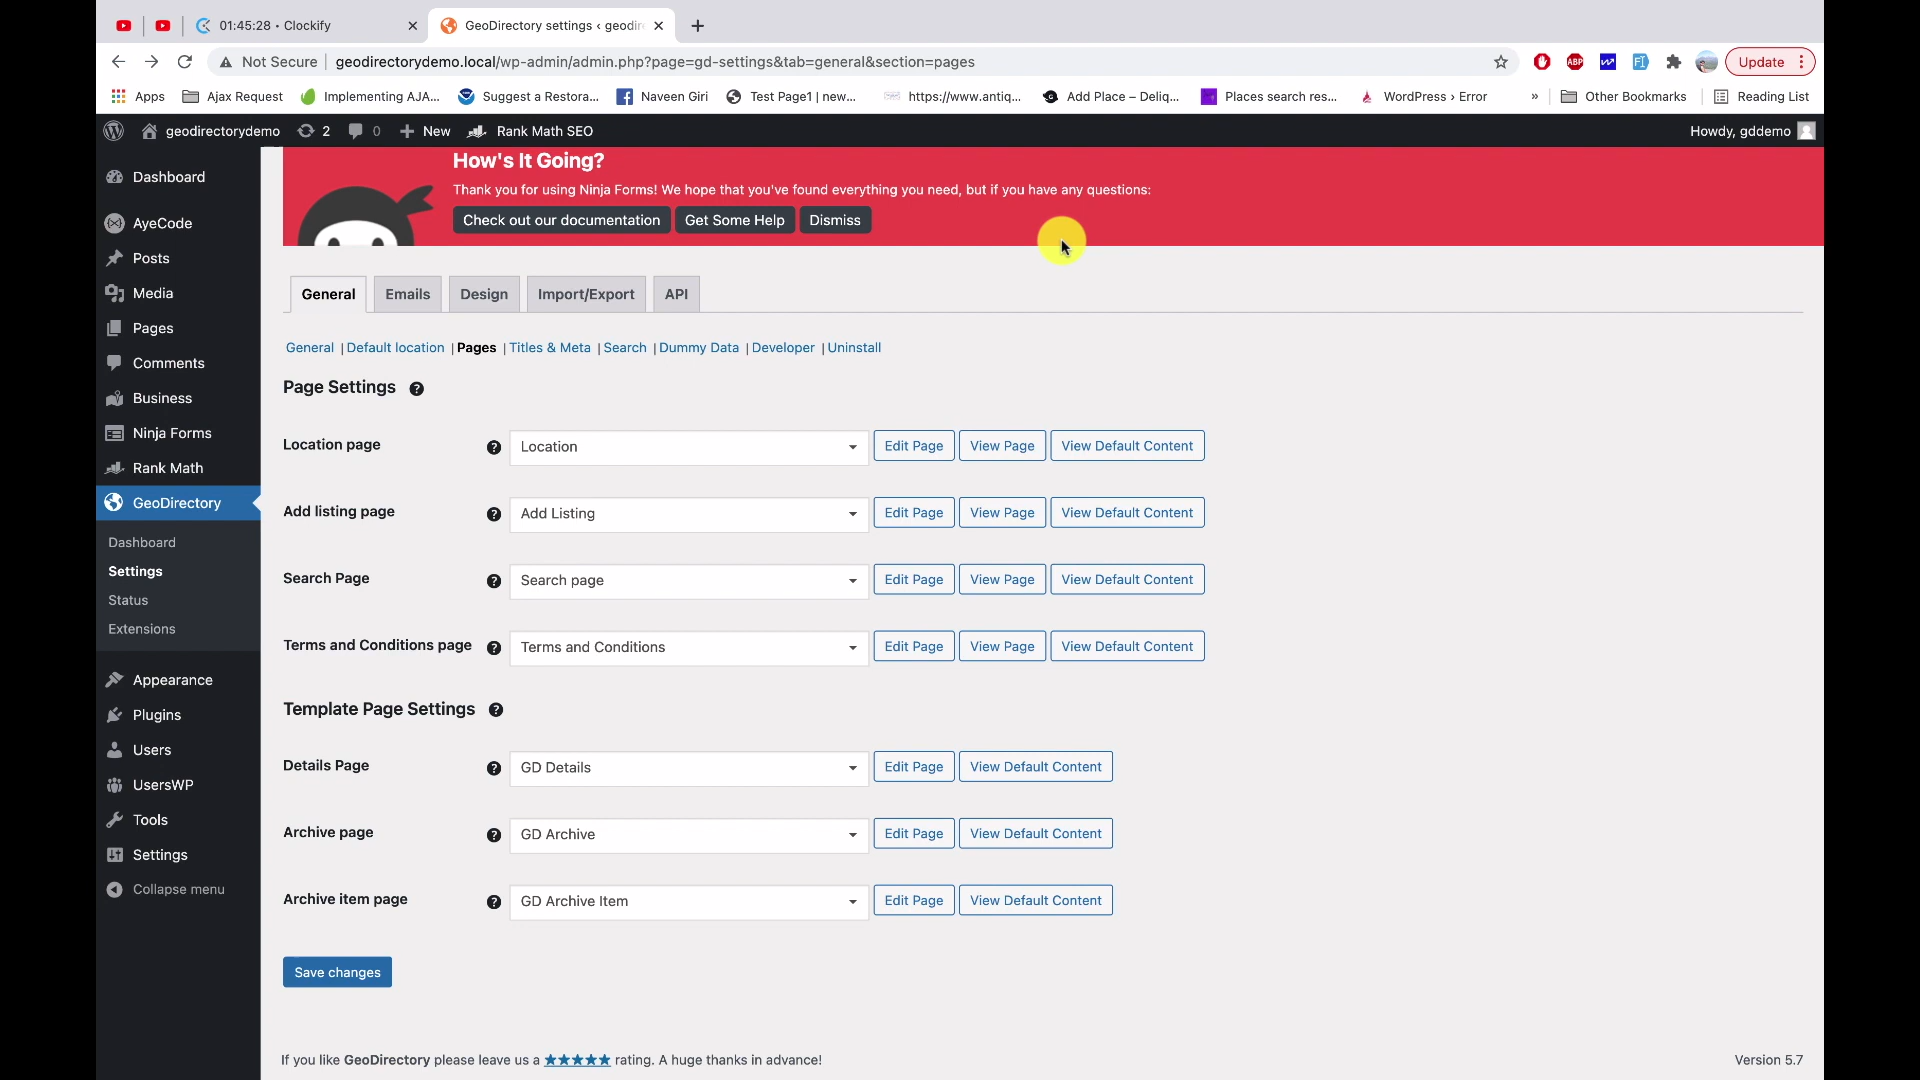 01:45:28 - Clockify
GeoDirectory settings ‹ geodire
Not Secure
geodirectorydemo.local/wp-admin/admin.php?page=gd-settings&tab=general&section=pages
ABP
Update
Apps
Ajax Request
Implementing AJA...
Suggest a Restora...
Naveen Giri
Test Page1 | new...
https://www.antiq...
Add Place – Deliq...
Places search res...
WordPress › Error
»
Other Bookmarks
Reading List
geodirectorydemo
2
0
New
Rank Math SEO
Howdy, gddemo
Dashboard
AyeCode
Posts
Media
Pages
Comments
Business
Ninja Forms
Rank Math
GeoDirectory
Dashboard
Settings
Status
Extensions
Appearance
Plugins
Users
UsersWP
Tools
Settings
Collapse menu
How's It Going?
Thank you for using Ninja Forms! We hope that you've found everything you need, but if you have any questions:
Check out our documentation Get Some Help Dismiss
General Emails Design Import/Export API
General | Default location | Pages | Titles & Meta | Search | Dummy Data | Developer | Uninstall
Page Settings
Location page Location Edit Page View Page View Default Content
Add listing page Add Listing Edit Page View Page View Default Content
Search Page Search page Edit Page View Page View Default Content
Terms and Conditions page Terms and Conditions Edit Page View Page View Default Content
Template Page Settings
Details Page GD Details Edit Page View Default Content
Archive page GD Archive Edit Page View Default Content
Archive item page GD Archive Item Edit Page View Default Content
Save changes
If you like GeoDirectory please leave us a ★★★★★ rating. A huge thanks in advance!
Version 5.7